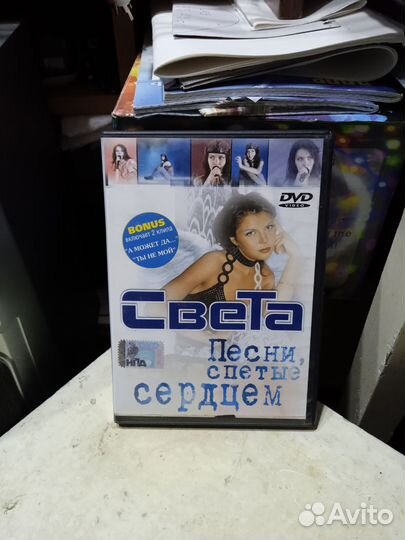 DVD
VIDEO
BONUS
включает 2 клипа
"А МОЖЕТ ДА..."
"ТЫ НЕ МОЙ"
СВЕТА
Песни,
спетые
сердцем
НПА
Avito